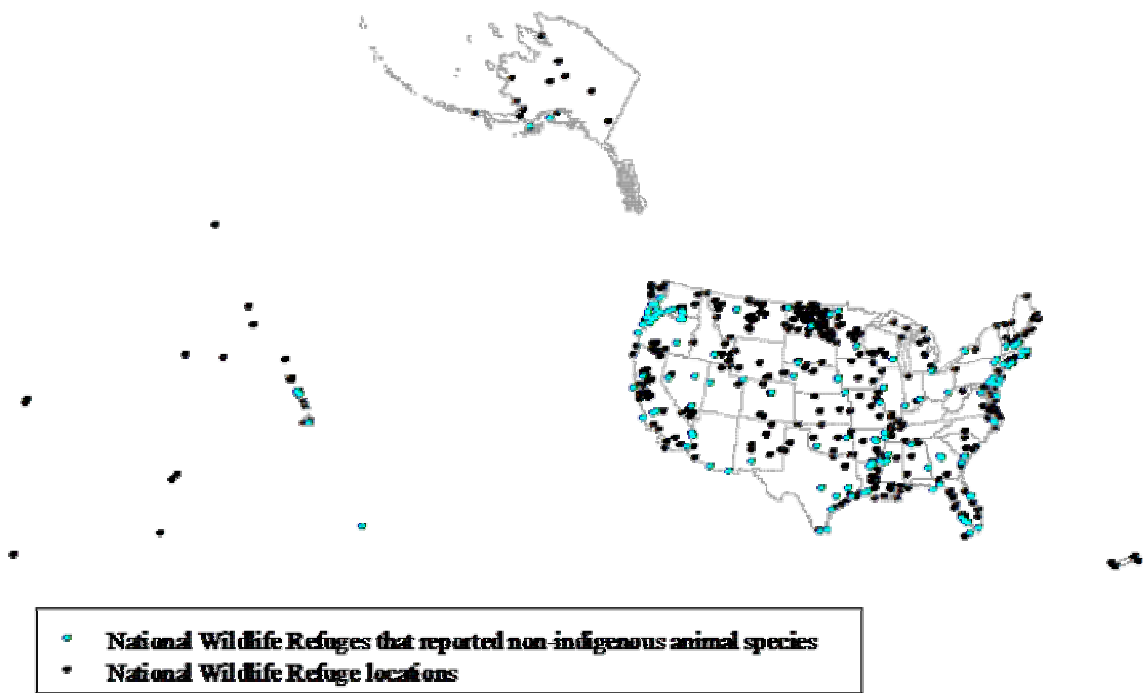 National Wildlife Refuges that reported non-indigenous animal species
National Wildlife Refuge locations